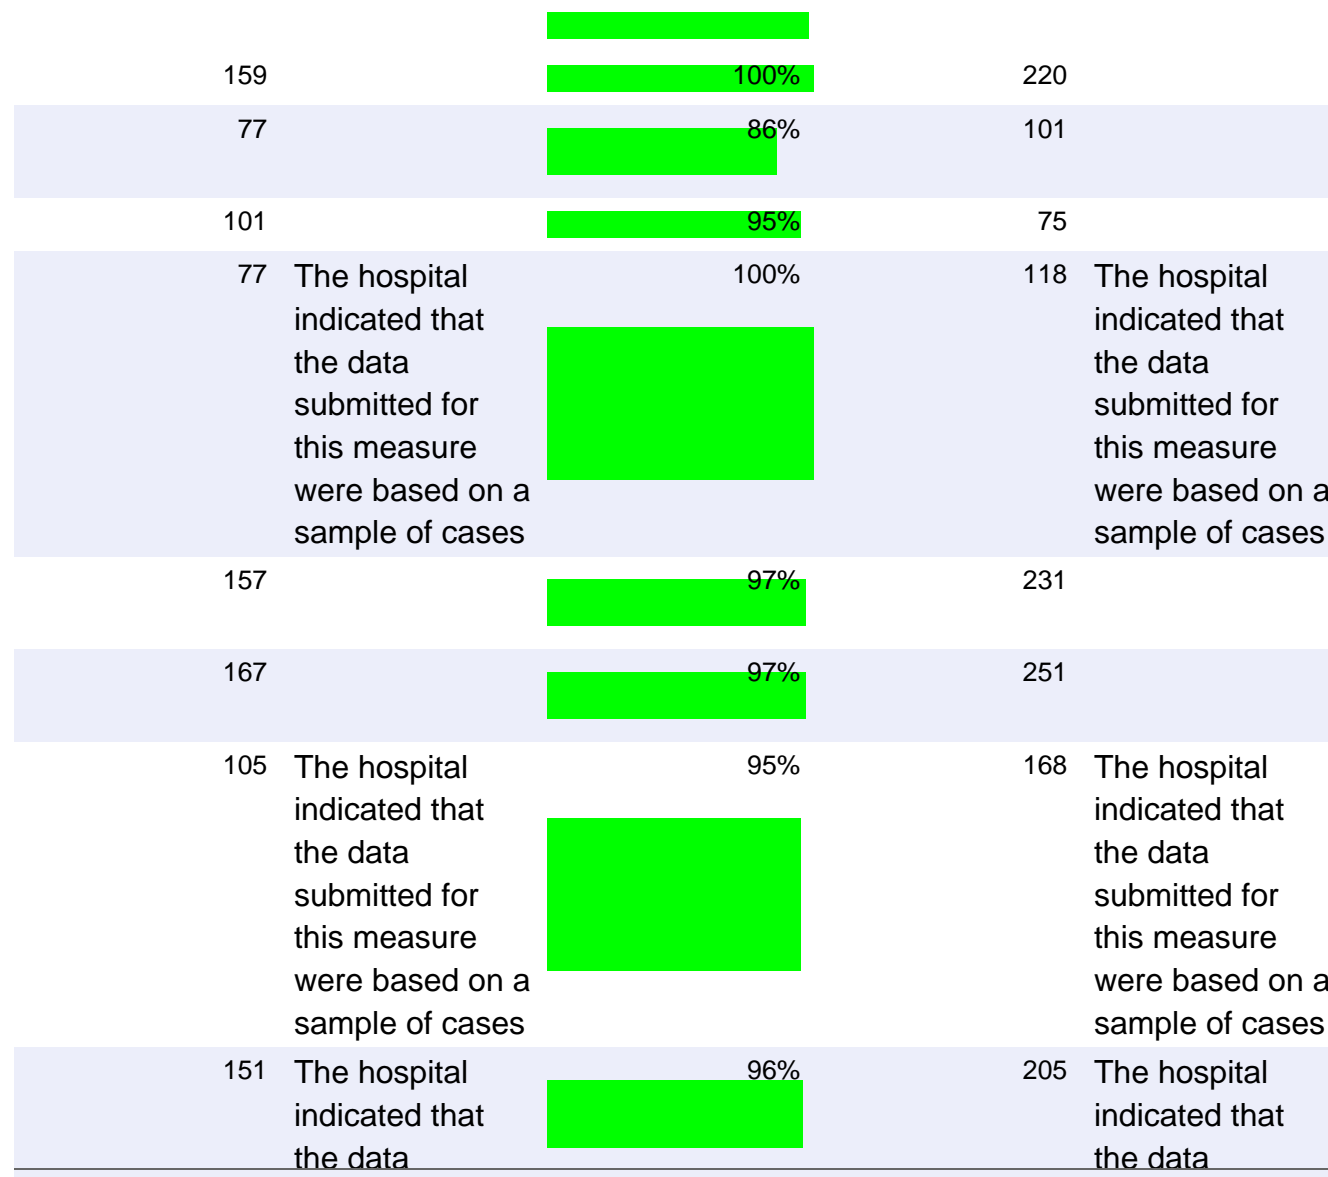 159 100% 220
77 86% 101
101 95% 75
77 The hospital 100% 118 The hospital
indicated that indicated that
the data the data
submitted for submitted for
this measure this measure
were based on a were based on a
sample of cases sample of cases
157 97% 231
167 97% 251
105 The hospital 95% 168 The hospital
indicated that indicated that
the data the data
submitted for submitted for
this measure this measure
were based on a were based on a
sample of cases sample of cases
151 The hospital 96% 205 The hospital
indicated that indicated that
the data the data